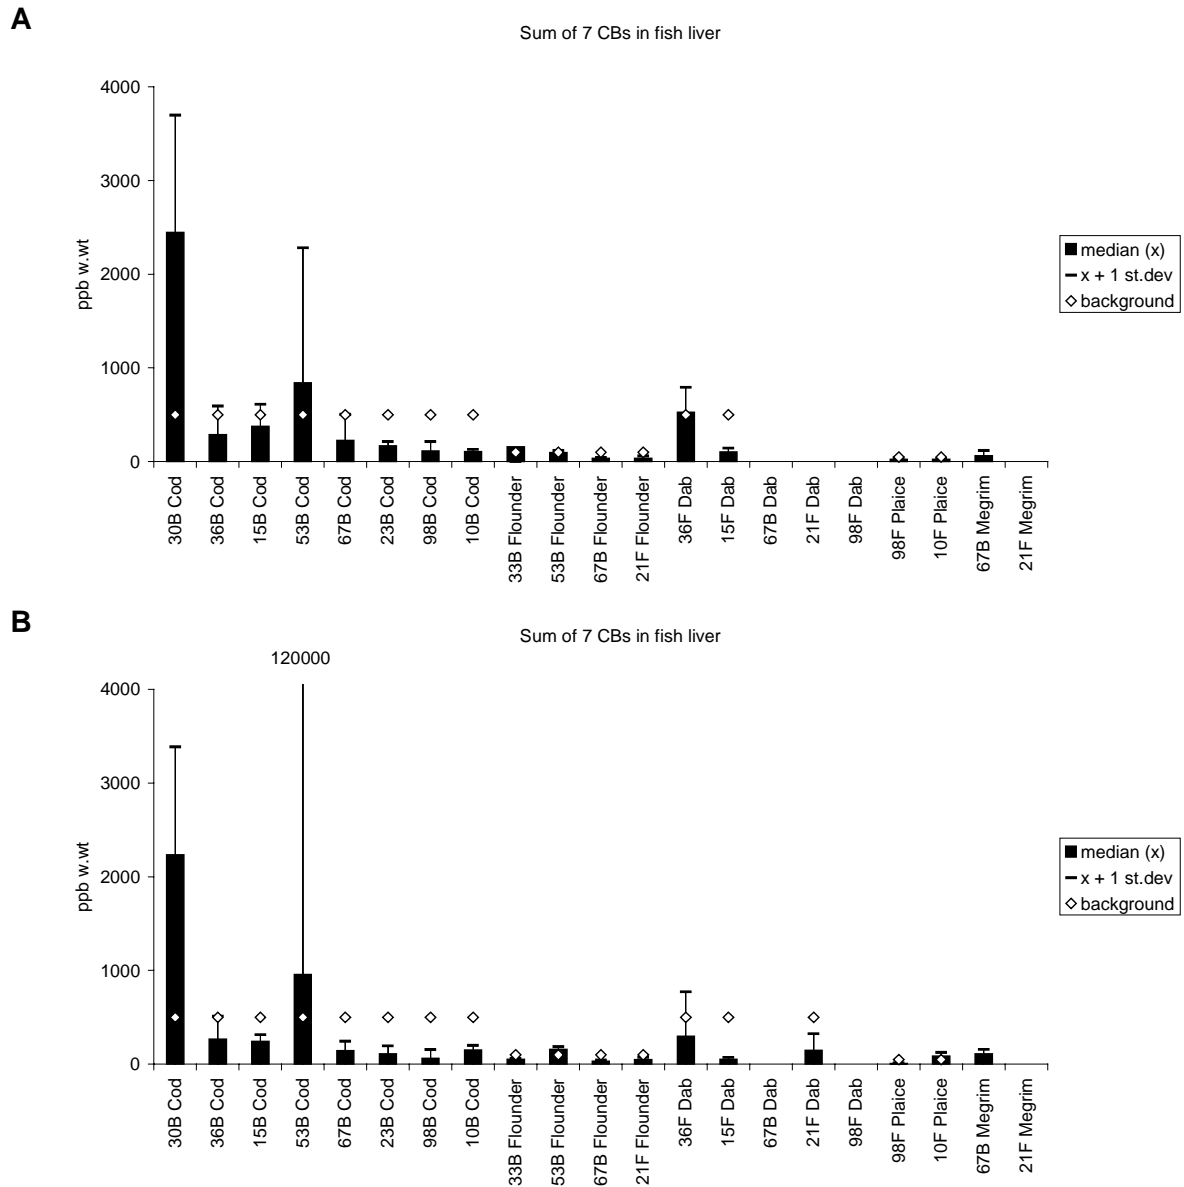 A
Sum of 7 CBs in fish liver
4000
3000
2000
1000
0
ppb w.wt
30B Cod
36B Cod
15B Cod
53B Cod
67B Cod
23B Cod
98B Cod
10B Cod
33B Flounder
53B Flounder
67B Flounder
21F Flounder
36F Dab
15F Dab
67B Dab
21F Dab
98F Dab
98F Plaice
10F Plaice
67B Megrim
21F Megrim
median (x)
x + 1 st.dev
background
B
Sum of 7 CBs in fish liver
120000
4000
3000
2000
1000
0
ppb w.wt
30B Cod
36B Cod
15B Cod
53B Cod
67B Cod
23B Cod
98B Cod
10B Cod
33B Flounder
53B Flounder
67B Flounder
21F Flounder
36F Dab
15F Dab
67B Dab
21F Dab
98F Dab
98F Plaice
10F Plaice
67B Megrim
21F Megrim
median (x)
x + 1 st.dev
background